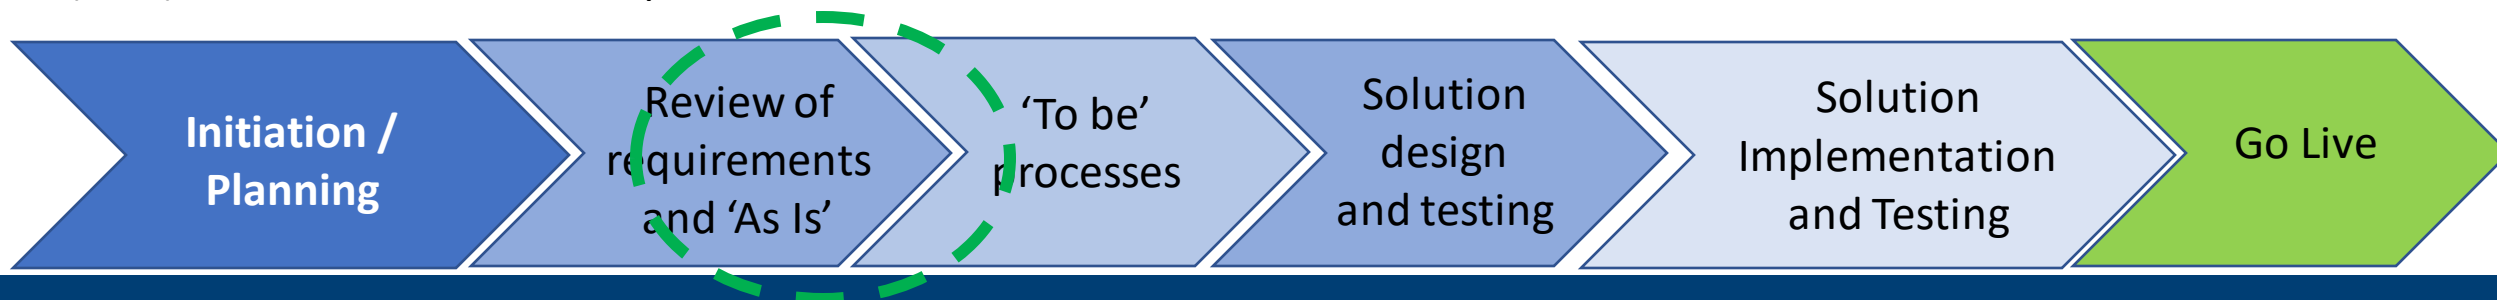 Initiation /
Planning
Review of
requirements
and ‘As Is’
‘To be’
processes
Solution
design
and testing
Solution
Implementation
and Testing
Go Live